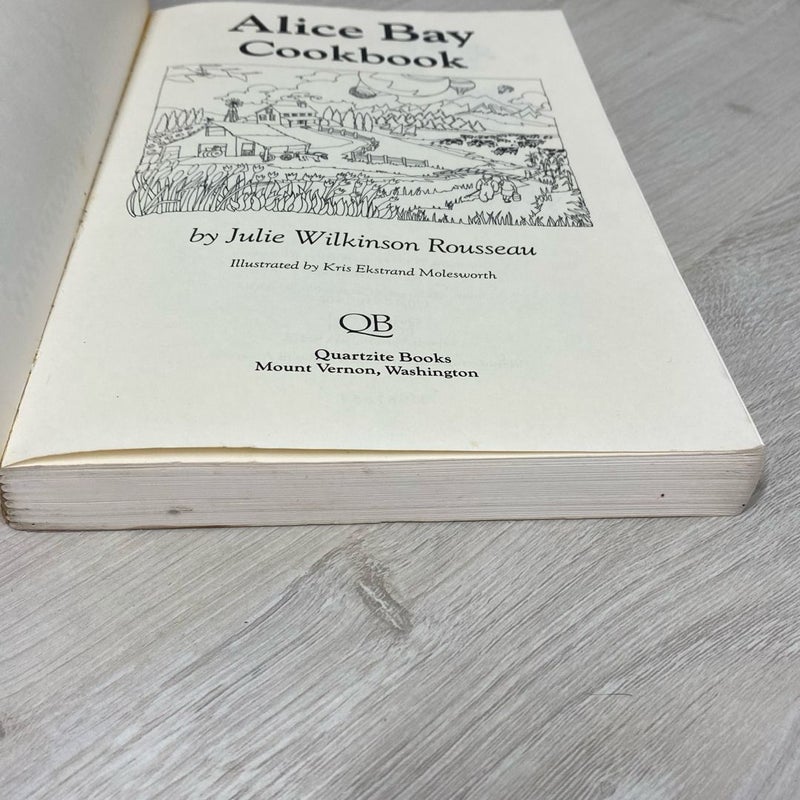 Alice Bay
Cookbook
by Julie Wilkinson Rousseau
Illustrated by Kris Ekstrand Molesworth
QB
Quartzite Books
Mount Vernon, Washington